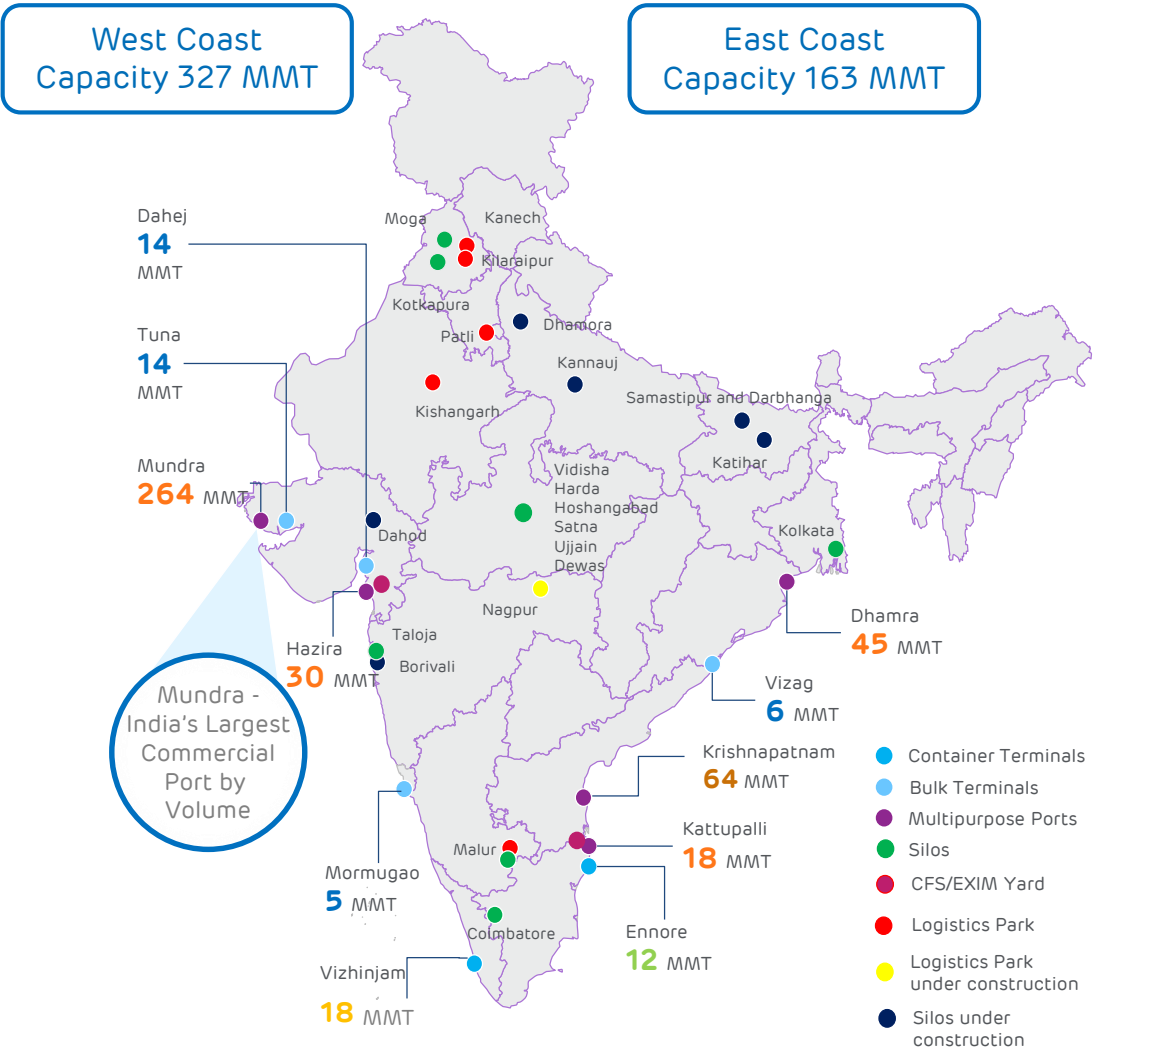 West Coast
Capacity 327 MMT
East Coast
Capacity 163 MMT
Dahej
14
MMT
Tuna
14
MMT
Mundra
264 MMT
Moga
Kanech
Kilaraipur
Kotkapura
Patli
Dhamora
Kannauj
Kishangarh
Samastipur and Darbhanga
Katihar
Vidisha
Harda
Hoshangabad
Satna
Ujjain
Dewas
Kolkata
Dahod
Nagpur
Hazira
30 MMT
Taloja
Borivali
Dhamra
45 MMT
Vizag
6 MMT
Mundra -
India's Largest
Commercial
Port by
Volume
Krishnapatnam
64 MMT
Kattupalli
18 MMT
Malur
Mormugao
5 MMT
Coimbatore
Ennore
12 MMT
Vizhinjam
18 MMT
Container Terminals
Bulk Terminals
Multipurpose Ports
Silos
CFS/EXIM Yard
Logistics Park
Logistics Park
under construction
Silos under
construction